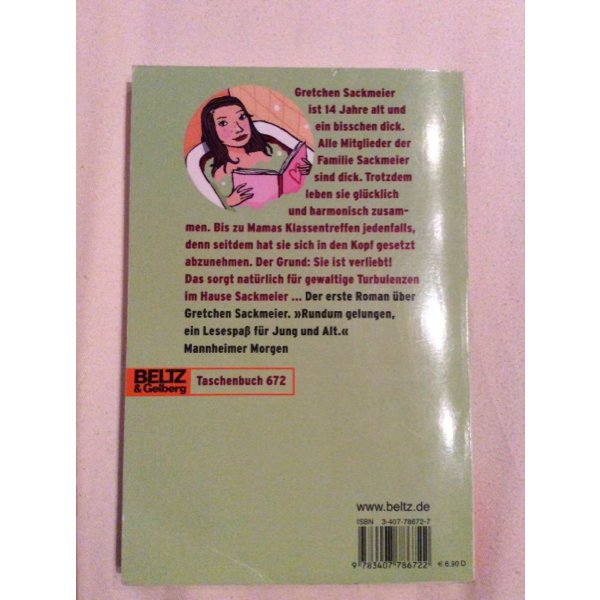 Gretchen Sackmeier
ist 14 Jahre alt und
ein bisschen dick.
Alle Mitglieder der
Familie Sackmeier
sind dick. Trotzdem
leben sie glücklich
und harmonisch zusam-
men. Bis zu Mamas Klassentreffen jedenfalls,
denn seitdem hat sie sich in den Kopf gesetzt
abzunehmen. Der Grund: Sie ist verliebt!
Das sorgt natürlich für gewaltige Turbulenzen
im Hause Sackmeier ... Der erste Roman über
Gretchen Sackmeier. »Rundum gelungen,
ein Lesespaß für Jung und Alt.«
Mannheimer Morgen
BELTZ
& Gelberg
Taschenbuch 672
www.beltz.de
ISBN 3-407-78672-7
9 783407 786722
€ 6,90 D